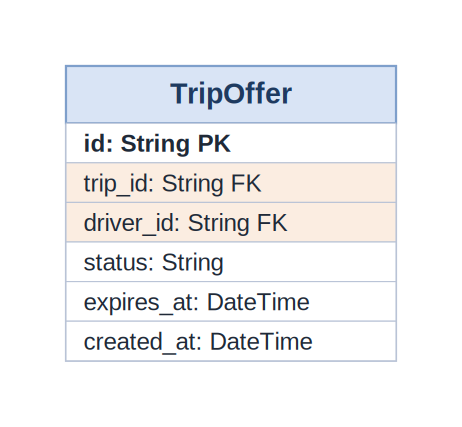 TripOffer
id: String PK
trip_id: String FK
driver_id: String FK
status: String
expires_at: DateTime
created_at: DateTime